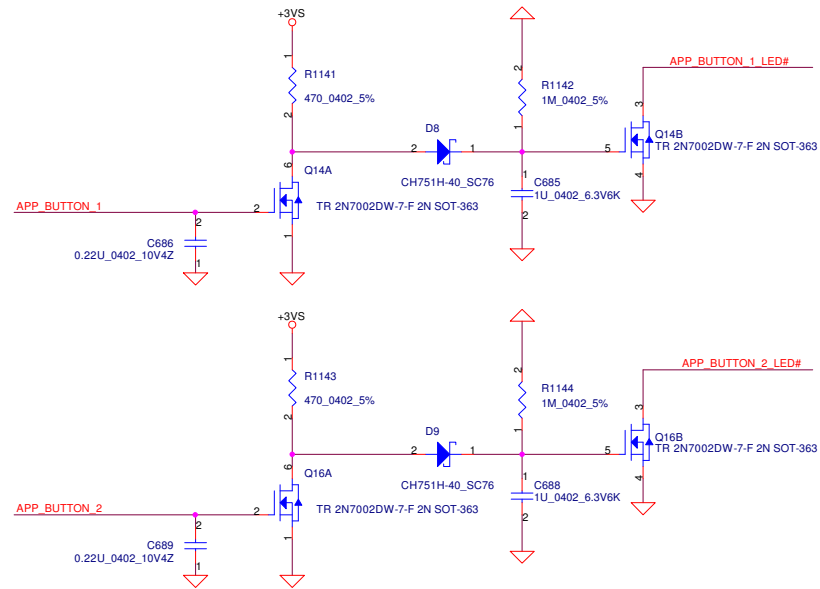 +3VS
1
R1141
470_0402_5%
2
2
R1142
1M_0402_5%
1
APP_BUTTON_1_LED#
3
Q14B
TR 2N7002DW-7-F 2N SOT-363
5
4
D8
2
1
CH751H-40_SC76
1
C685
1U_0402_6.3V6K
2
6
Q14A
TR 2N7002DW-7-F 2N SOT-363
2
1
APP_BUTTON_1
2
C686
0.22U_0402_10V4Z
1
+3VS
1
R1143
470_0402_5%
2
2
R1144
1M_0402_5%
1
APP_BUTTON_2_LED#
3
Q16B
TR 2N7002DW-7-F 2N SOT-363
5
4
D9
2
1
CH751H-40_SC76
1
C688
1U_0402_6.3V6K
2
6
Q16A
TR 2N7002DW-7-F 2N SOT-363
2
1
APP_BUTTON_2
2
C689
0.22U_0402_10V4Z
1